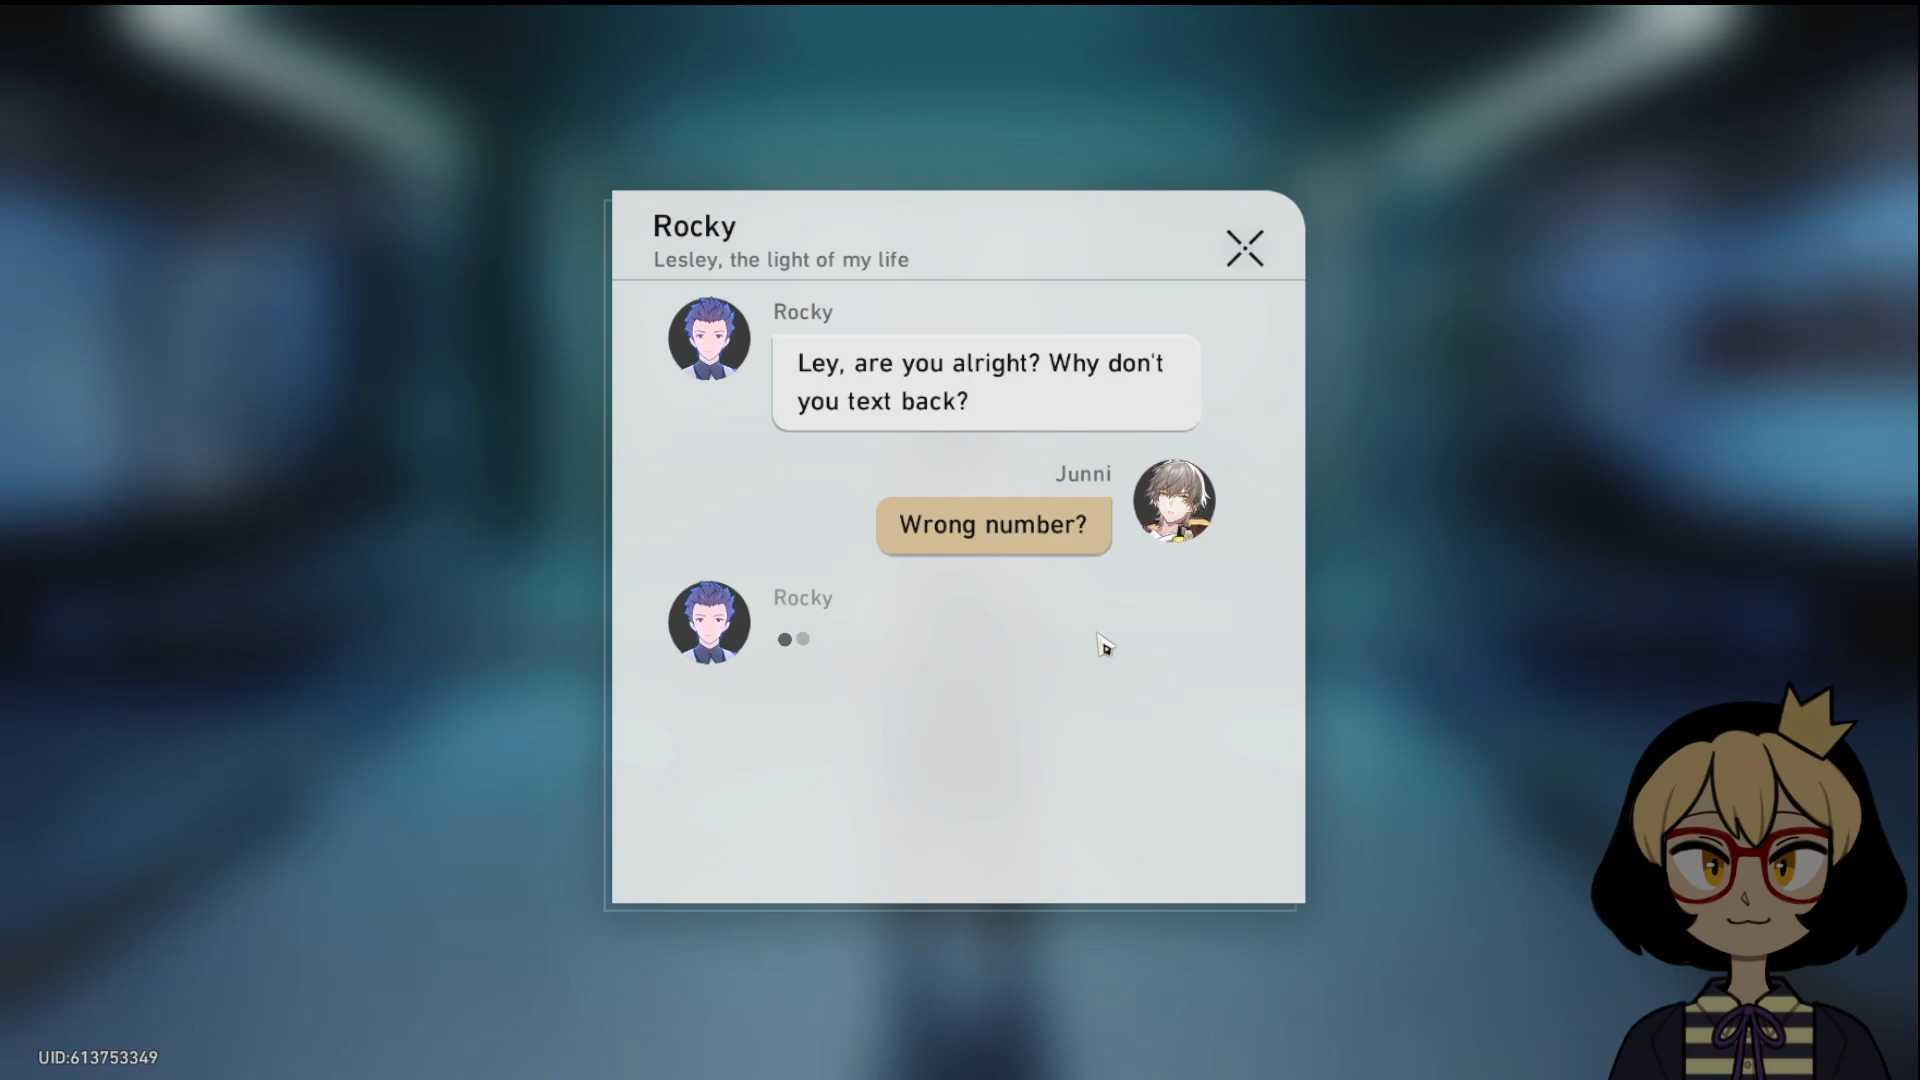 Rocky
Lesley, the light of my life
Rocky
Ley, are you alright? Why don't
you text back?
Junni
Wrong number?
Rocky
UID:613753349